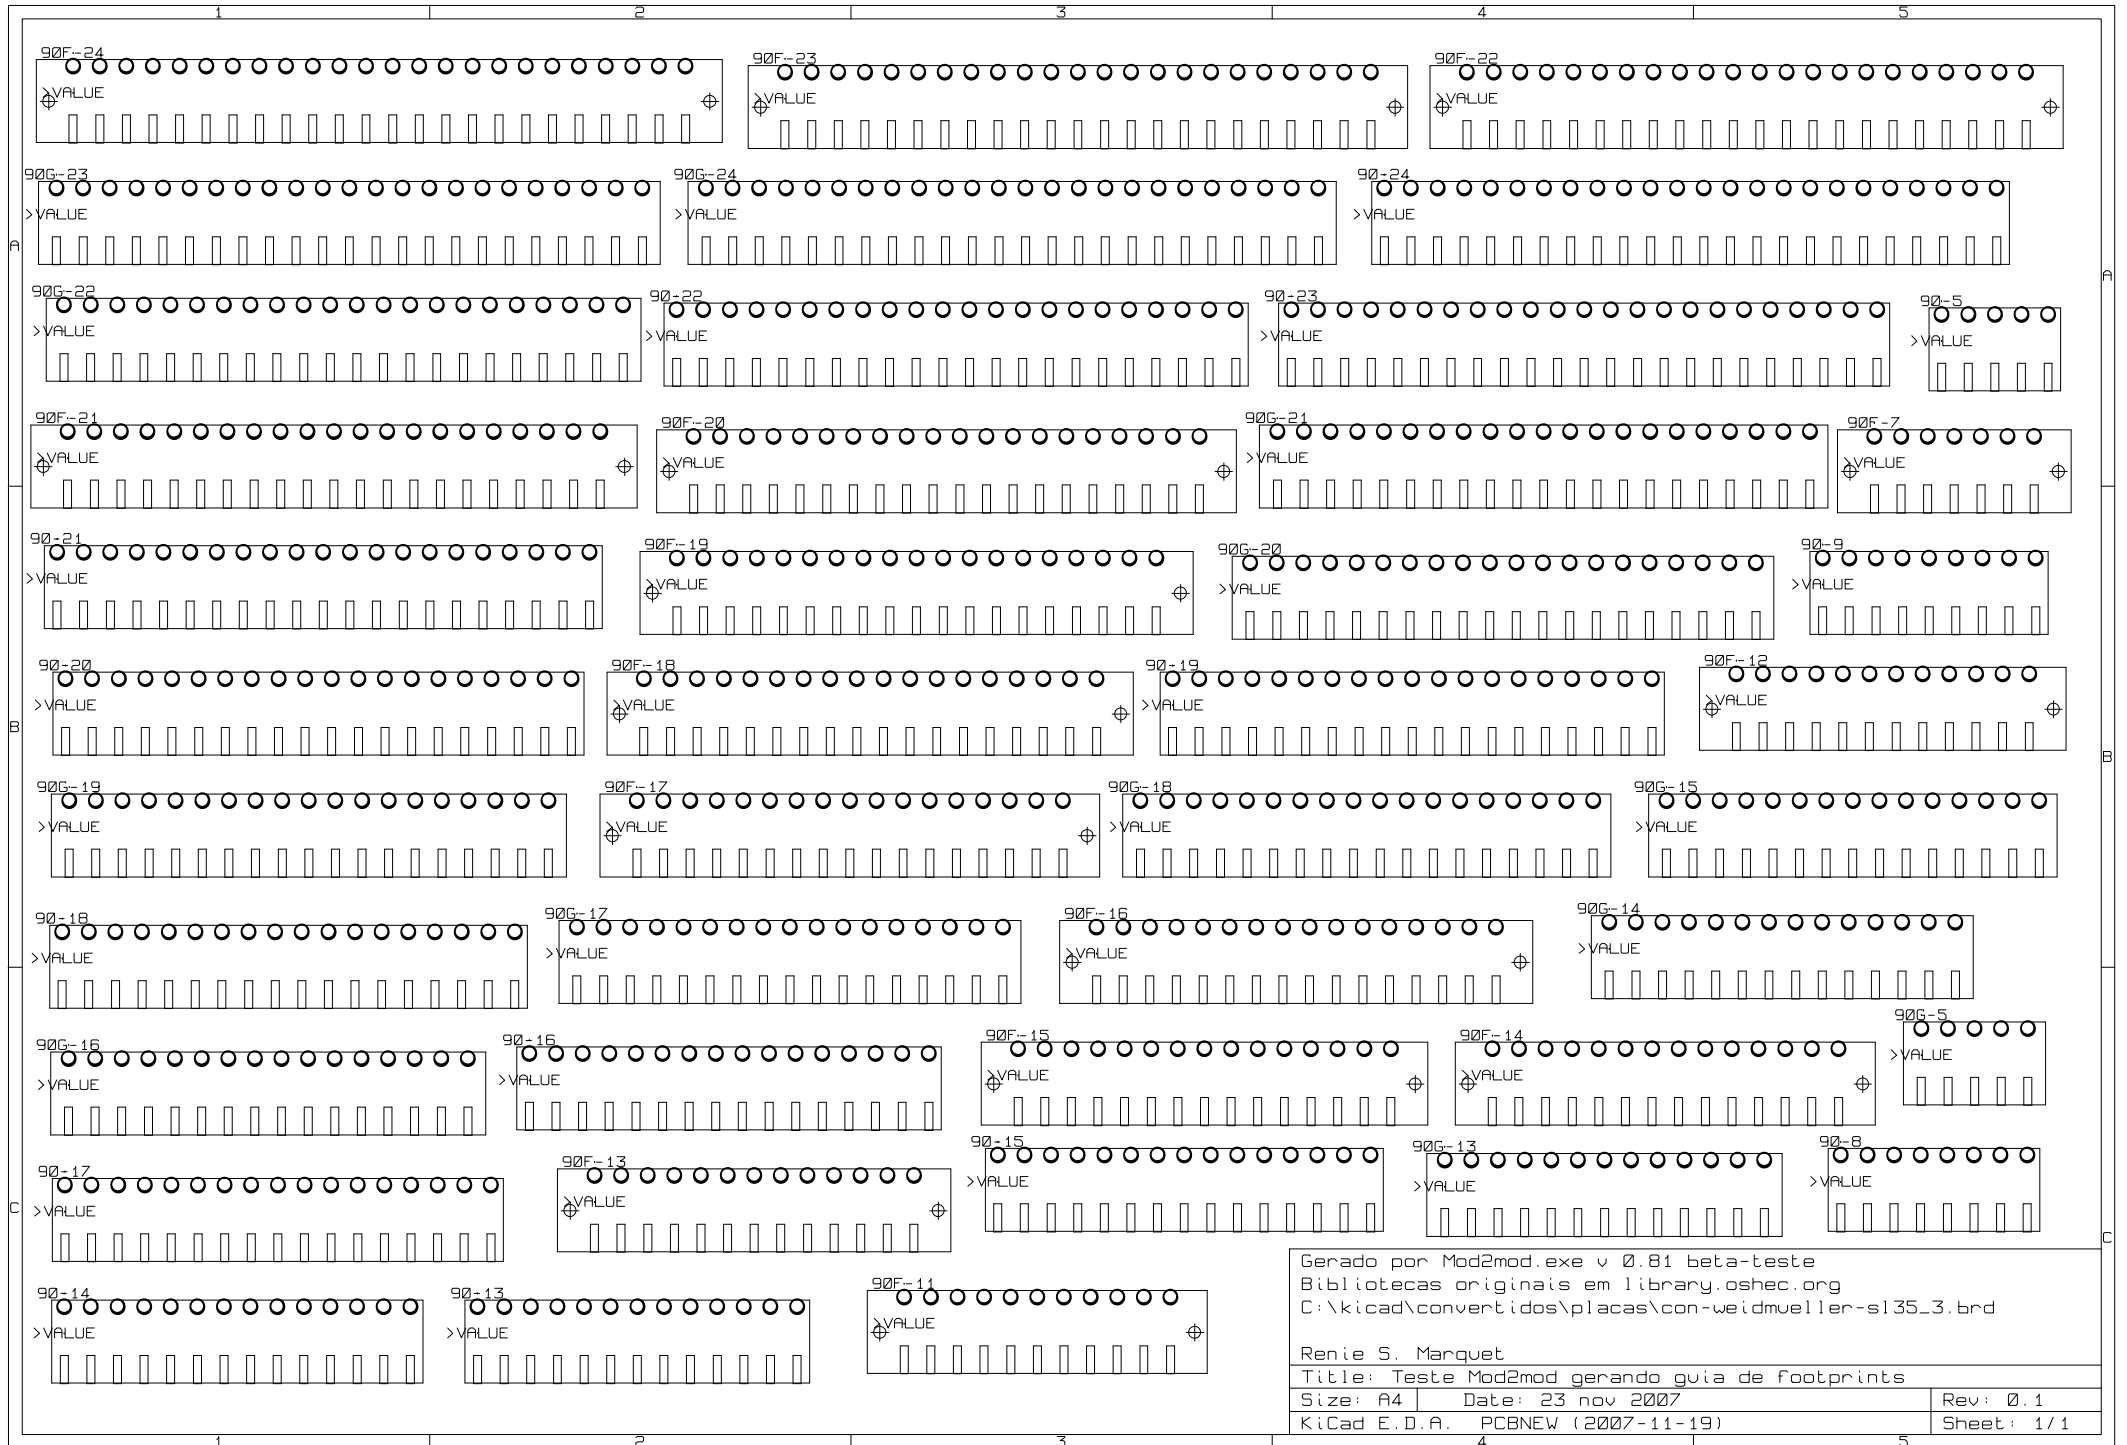 1 2 3 4 5
90F-24 90F-23 90F-22
>VALUE >VALUE >VALUE
90G-23 90G-24 90-24
>VALUE >VALUE >VALUE
A A
90G-22 90-22 90-23 90-5
>VALUE >VALUE >VALUE >VALUE
90F-21 90F-20 90G-21 90F-7
>VALUE >VALUE >VALUE >VALUE
90-21 90F-19 90G-20 90-9
>VALUE >VALUE >VALUE >VALUE
90-20 90F-18 90-19 90F-12
>VALUE >VALUE >VALUE >VALUE
B B
90G-19 90F-17 90G-18 90G-15
>VALUE >VALUE >VALUE >VALUE
90-18 90G-17 90F-16 90G-14
>VALUE >VALUE >VALUE >VALUE
90G-16 90-16 90F-15 90F-14 90G-5
>VALUE >VALUE >VALUE >VALUE >VALUE
90-17 90F-13 90-15 90G-13 90-8
>VALUE >VALUE >VALUE >VALUE >VALUE
C C
90-14 90-13 90F-11
>VALUE >VALUE >VALUE
Gerado por Mod2mod.exe v 0.81 beta-teste
Bibliotecas originais em library.oshec.org
C:\kicad\convertidos\placas\con-weidmueller-sl35_3.brd
Renie S. Marquet
Title: Teste Mod2mod gerando guia de footprints
Size: A4 Date: 23 nov 2007 Rev: 0.1
KiCad E.D.A. PCBNEW (2007-11-19) Sheet: 1/1
1 2 3 4 5